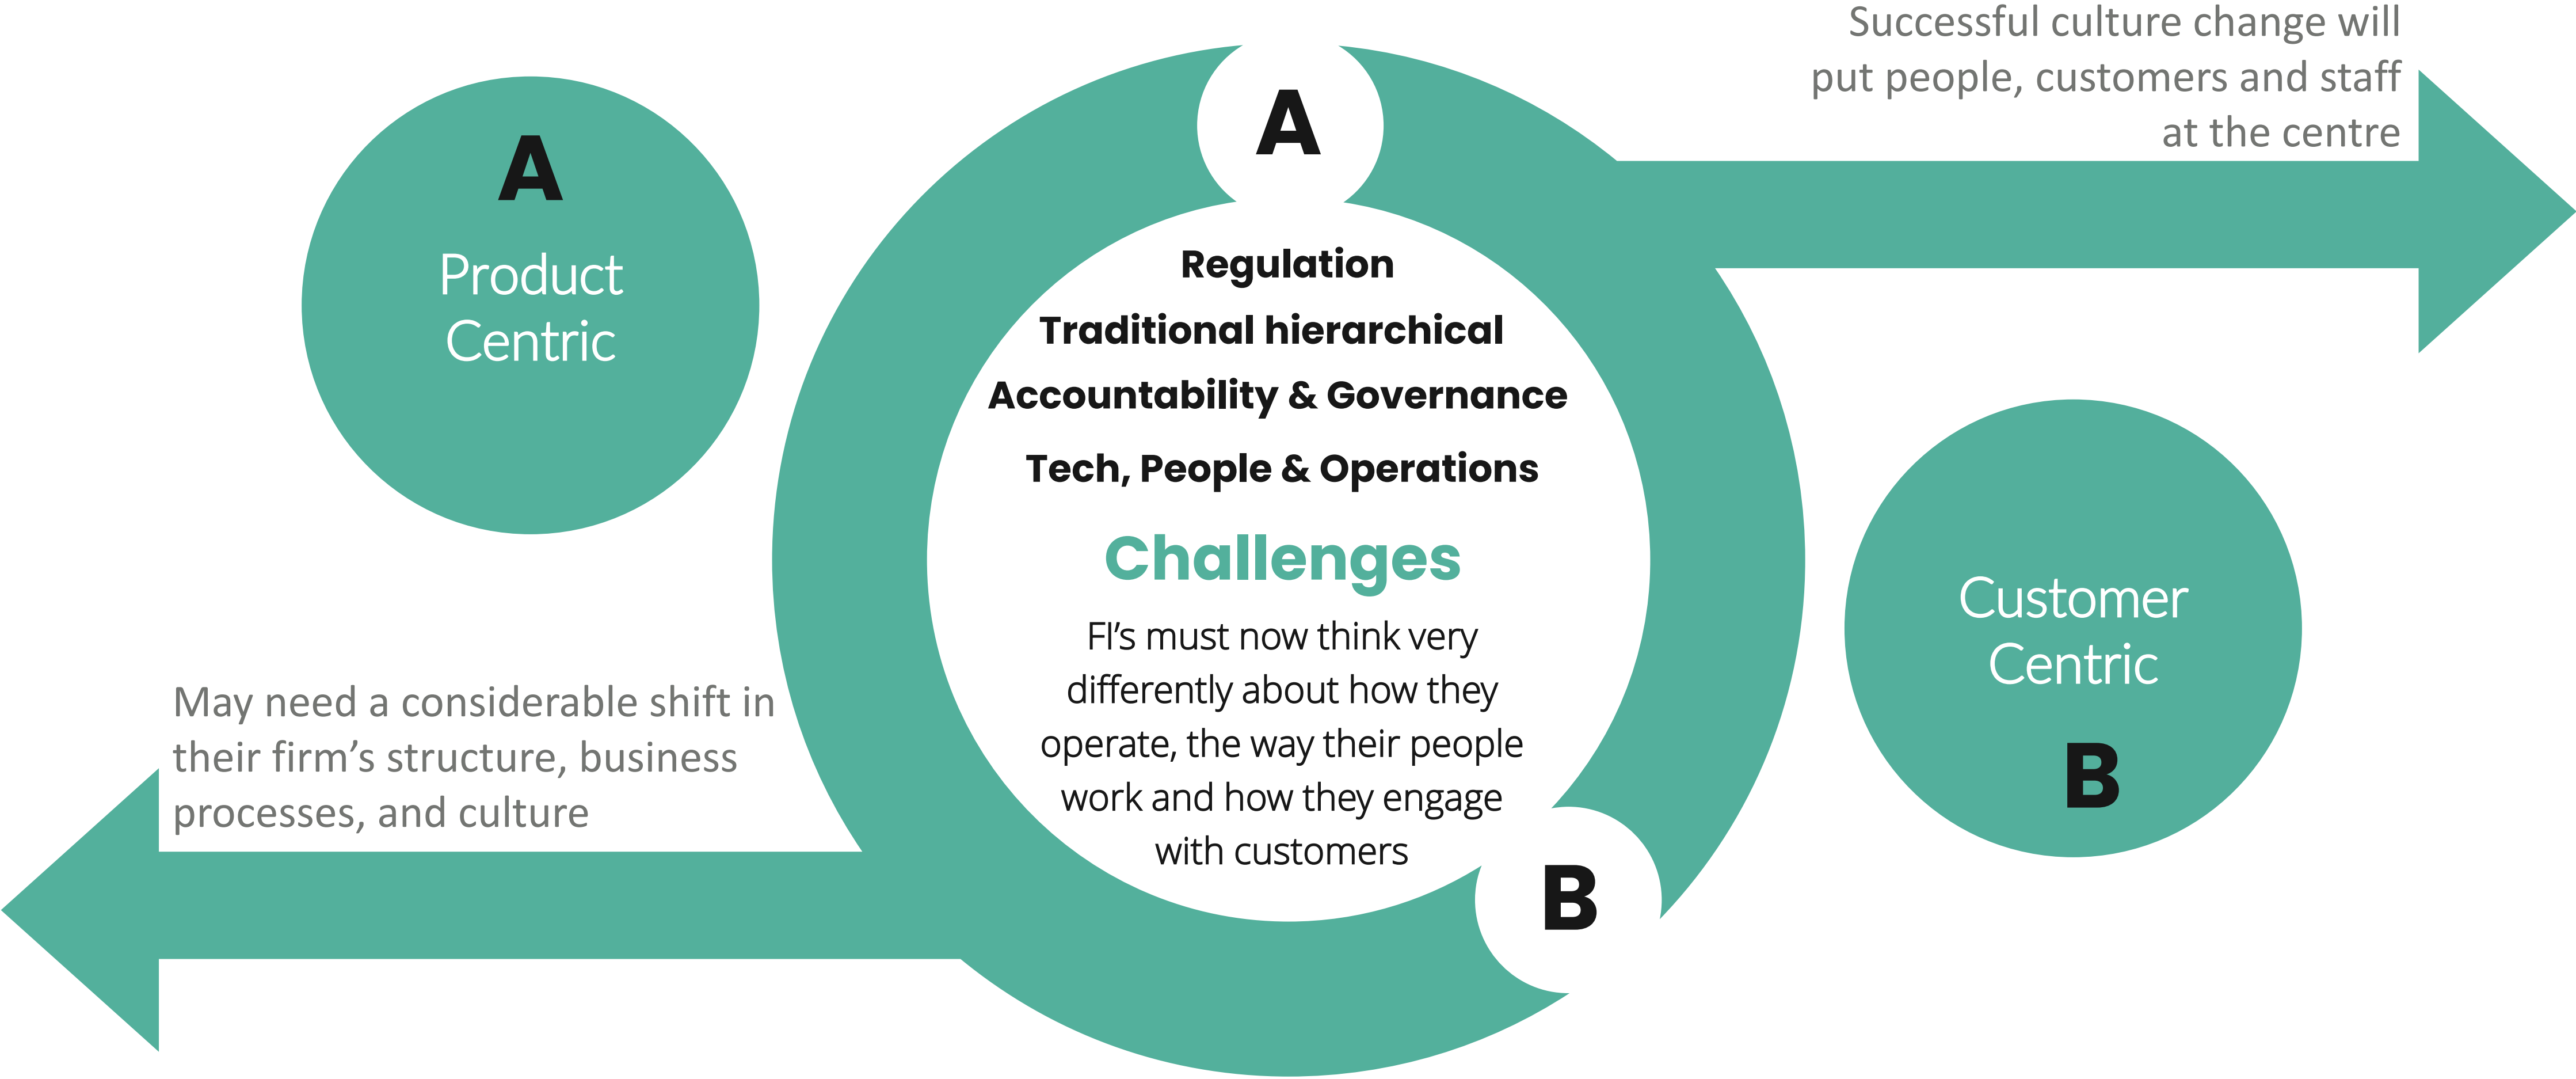 Successful culture change will
put people, customers and staff
at the centre
A
Product
Centric
A
Regulation
Traditional hierarchical
Accountability & Governance
Tech, People & Operations
Challenges
FI’s must now think very
differently about how they
operate, the way their people
work and how they engage
with customers
B
Customer
Centric
B
May need a considerable shift in
their firm’s structure, business
processes, and culture